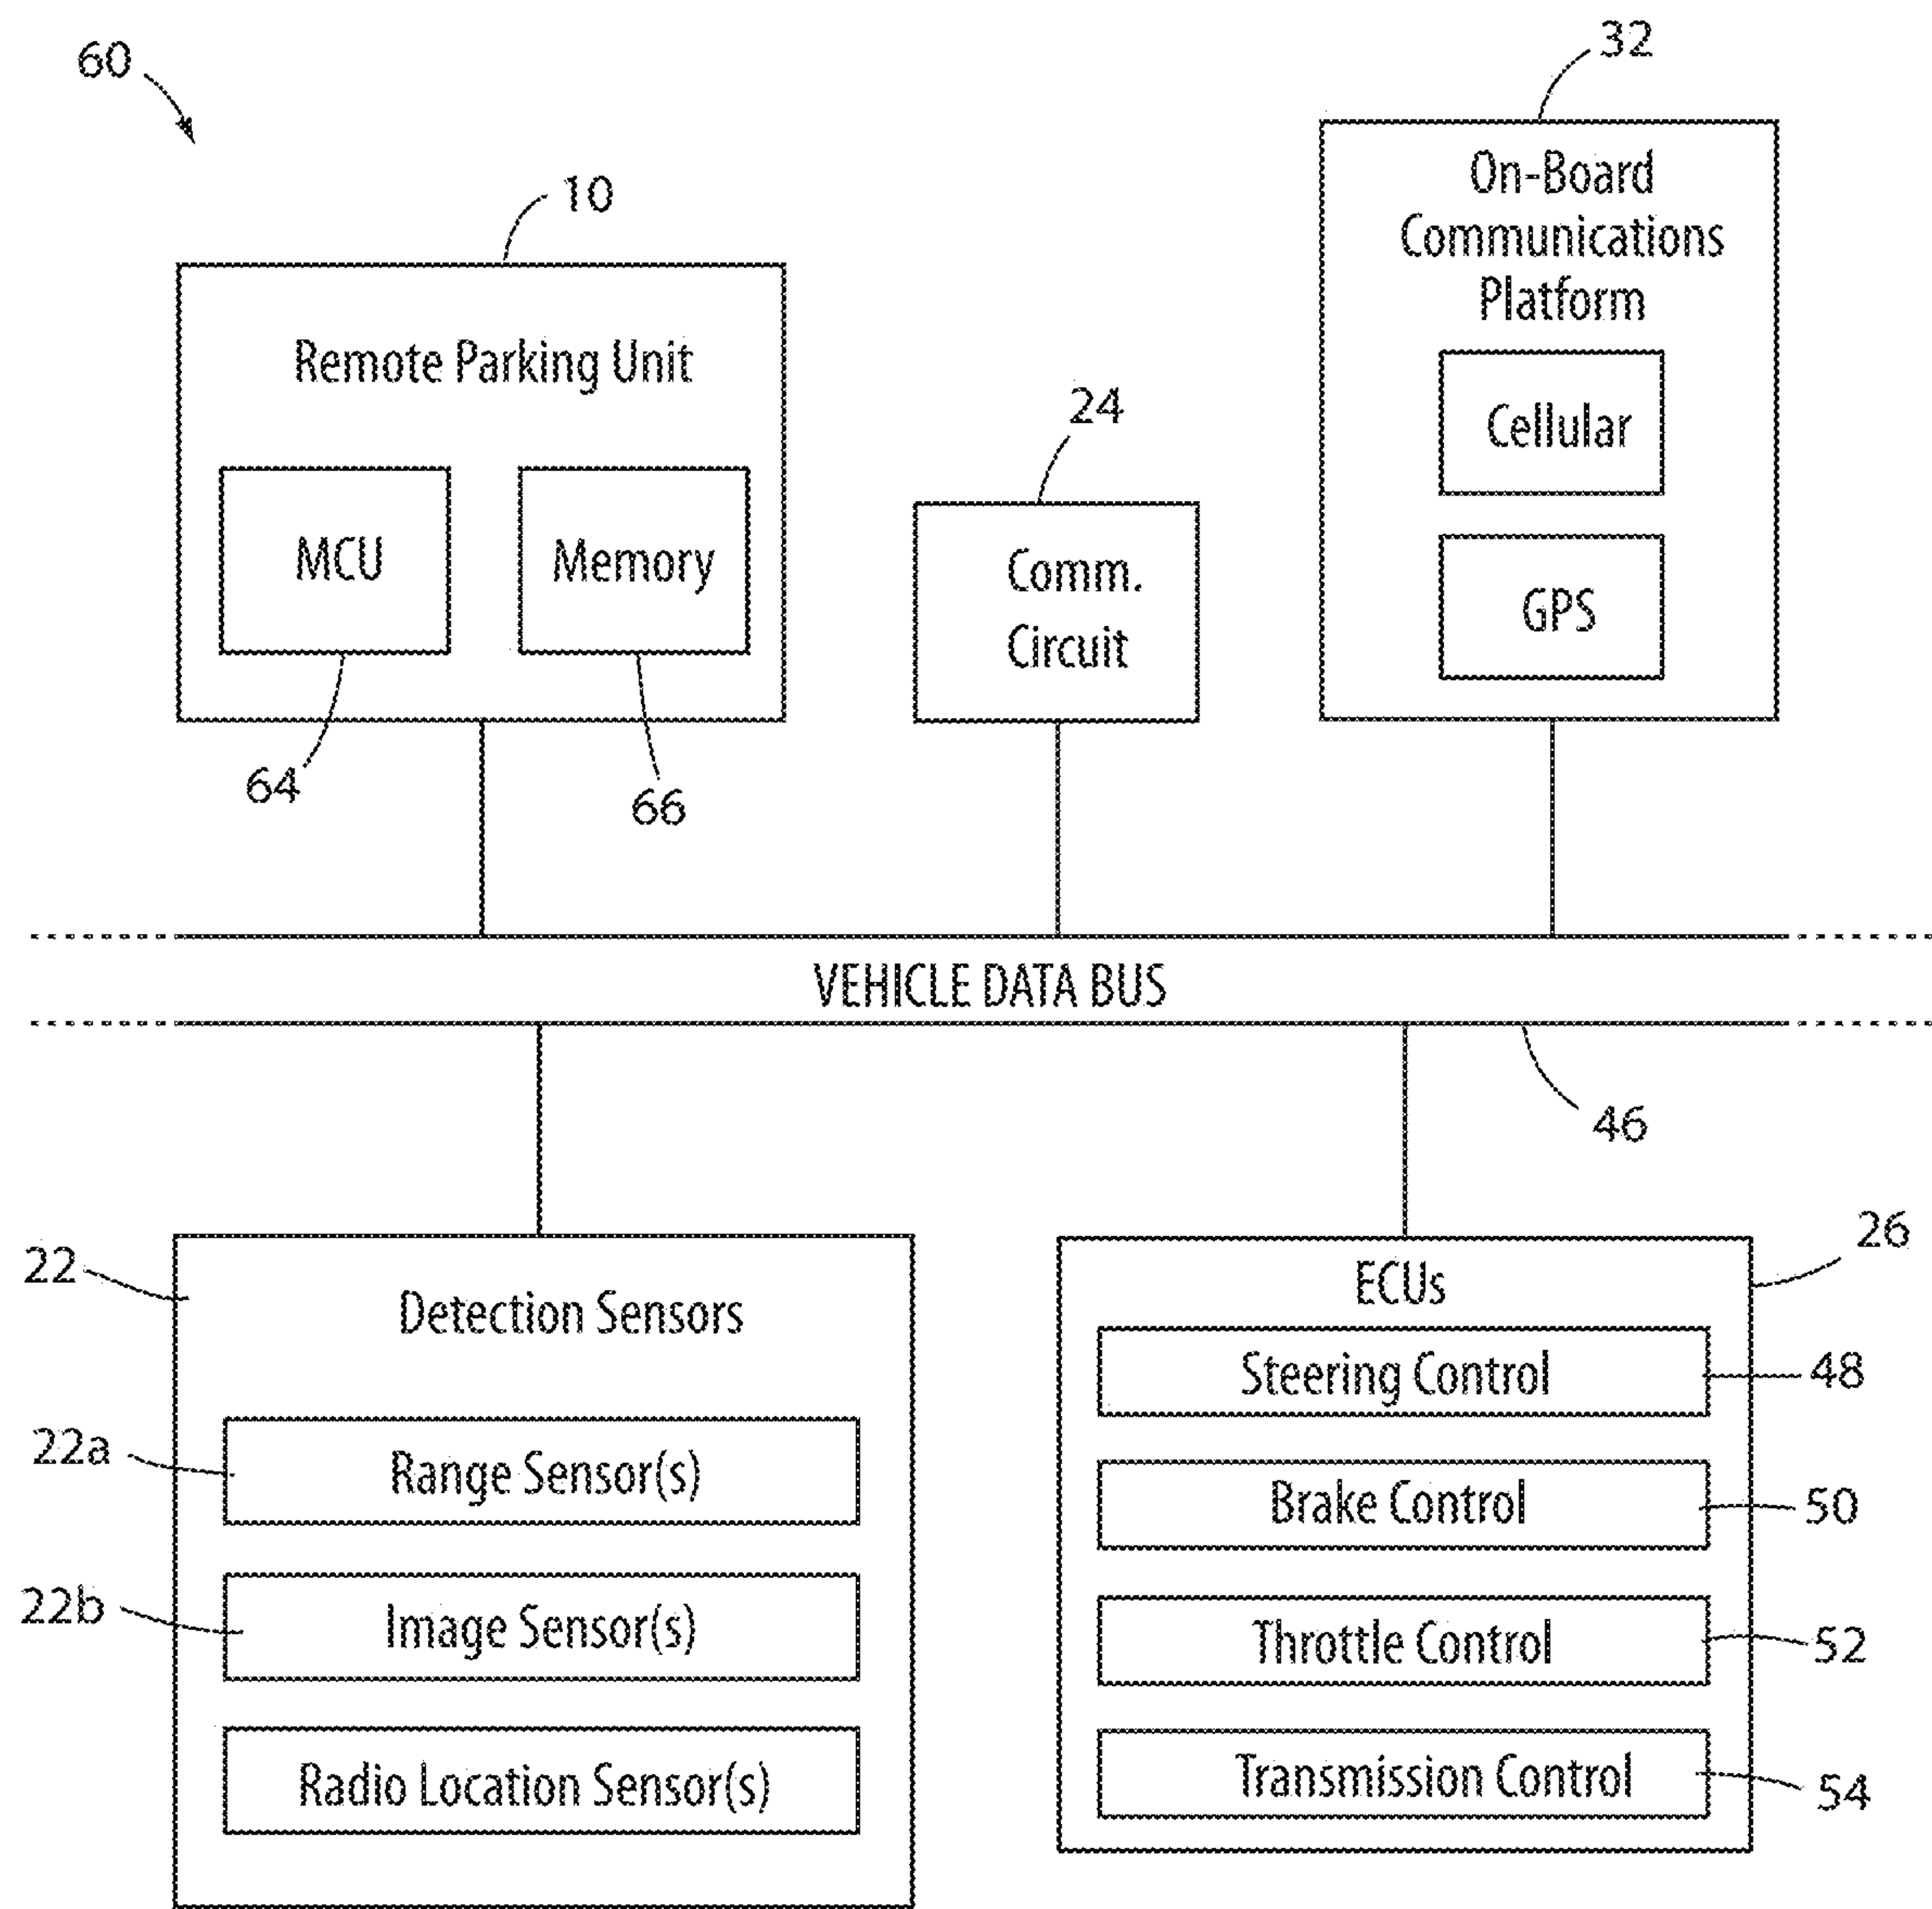 60
32
10
On-Board
Communications
Platform
Remote Parking Unit
Cellular
24
MCU
Memory
Comm.
Circuit
GPS
64
66
VEHICLE DATA BUS
46
22
Detection Sensors
22a
Range Sensor(s)
22b
Image Sensor(s)
Radio Location Sensor(s)
26
ECUs
Steering Control
48
Brake Control
50
Throttle Control
52
Transmission Control
54